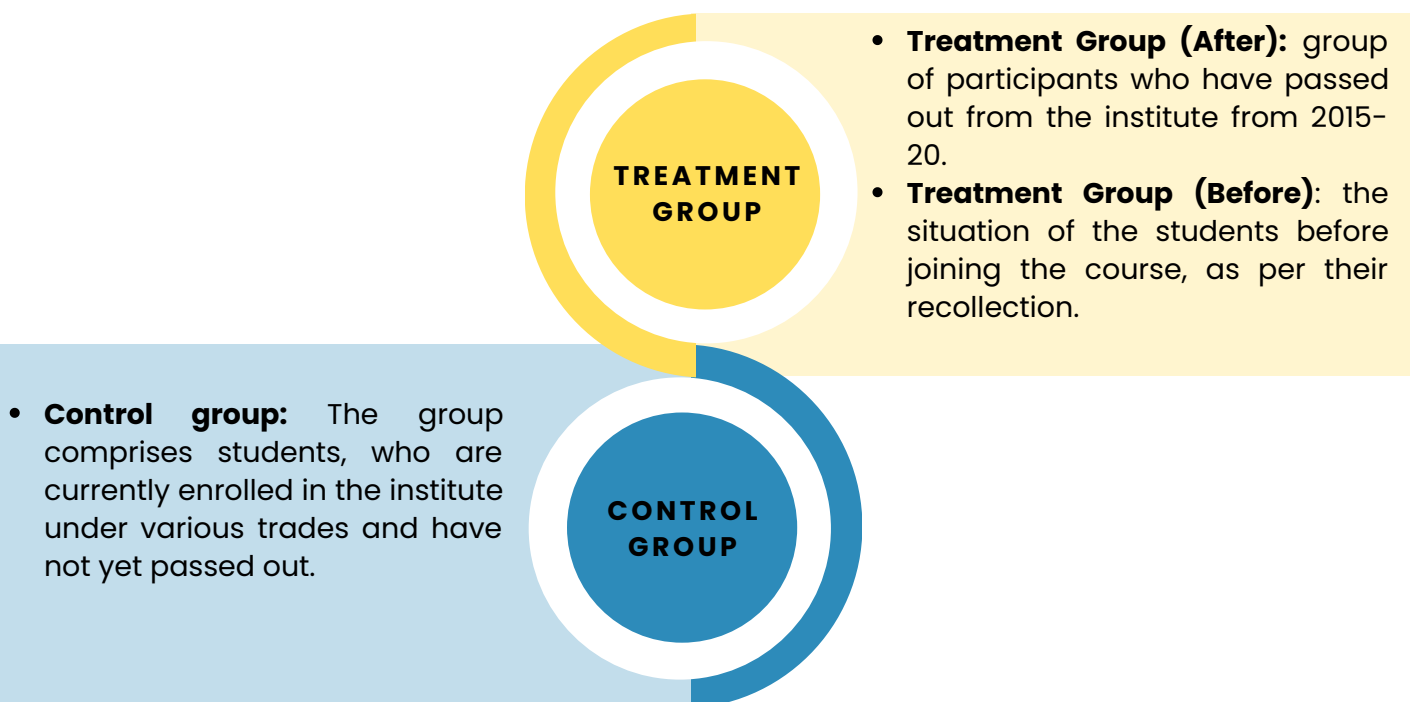 TREATMENT
GROUP
• Treatment Group (After): group
of participants who have passed
out from the institute from 2015-
20.
• Treatment Group (Before): the
situation of the students before
joining the course, as per their
recollection.
• Control group: The group
comprises students, who are
currently enrolled in the institute
under various trades and have
not yet passed out.
CONTROL
GROUP